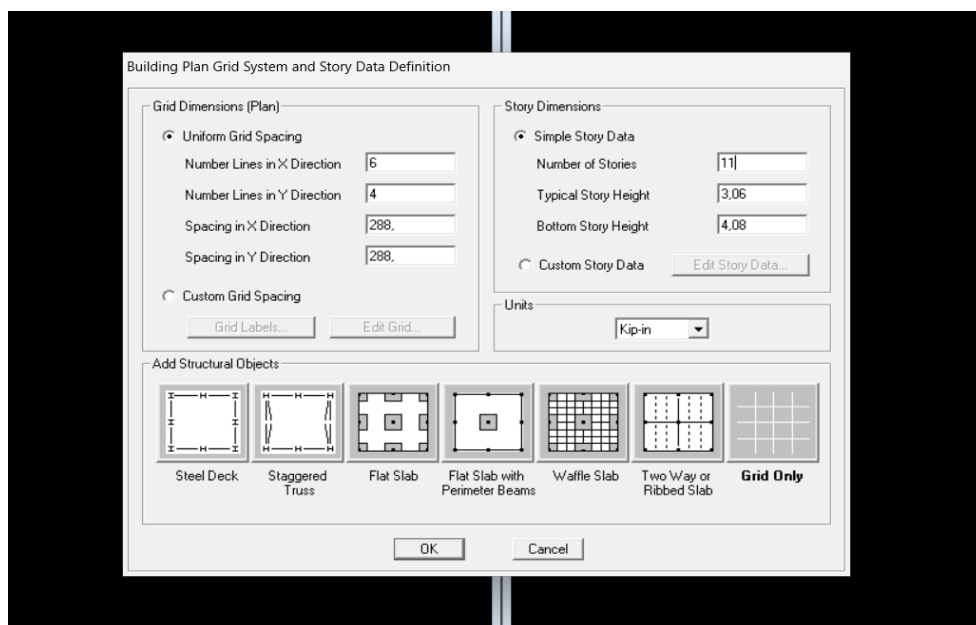 Building Plan Grid System and Story Data Definition
Grid Dimensions (Plan)
Uniform Grid Spacing
Number Lines in X Direction 6
Number Lines in Y Direction 4
Spacing in X Direction 288,
Spacing in Y Direction 288,
Custom Grid Spacing
Grid Labels... Edit Grid...
Story Dimensions
Simple Story Data
Number of Stories 11
Typical Story Height 3,06
Bottom Story Height 4,08
Custom Story Data Edit Story Data...
Units
Kip-in
Add Structural Objects
Steel Deck
Staggered
Truss
Flat Slab
Flat Slab with
Perimeter Beams
Waffle Slab
Two Way or
Ribbed Slab
Grid Only
OK Cancel